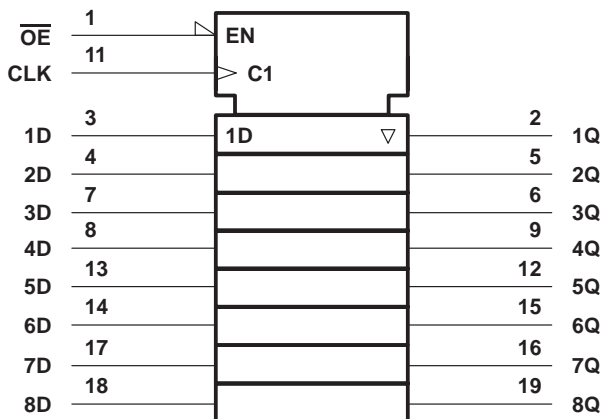 OE 1 EN
CLK 11 C1
1D 3 1D 2 1Q
2D 4 5 2Q
3D 7 6 3Q
4D 8 9 4Q
5D 13 12 5Q
6D 14 15 6Q
7D 17 16 7Q
8D 18 19 8Q